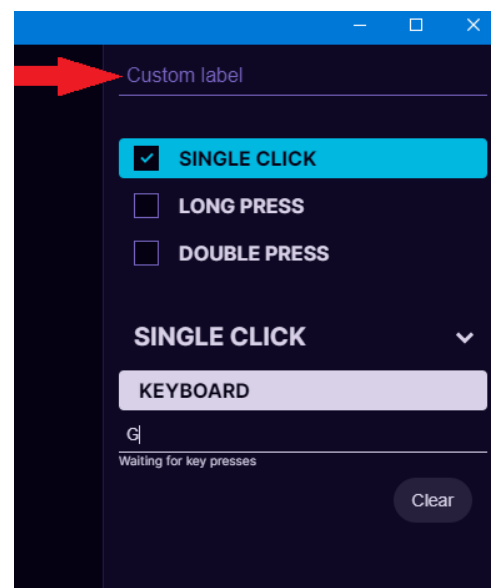 Custom label
SINGLE CLICK
LONG PRESS
DOUBLE PRESS
SINGLE CLICK
KEYBOARD
G
Waiting for key presses
Clear